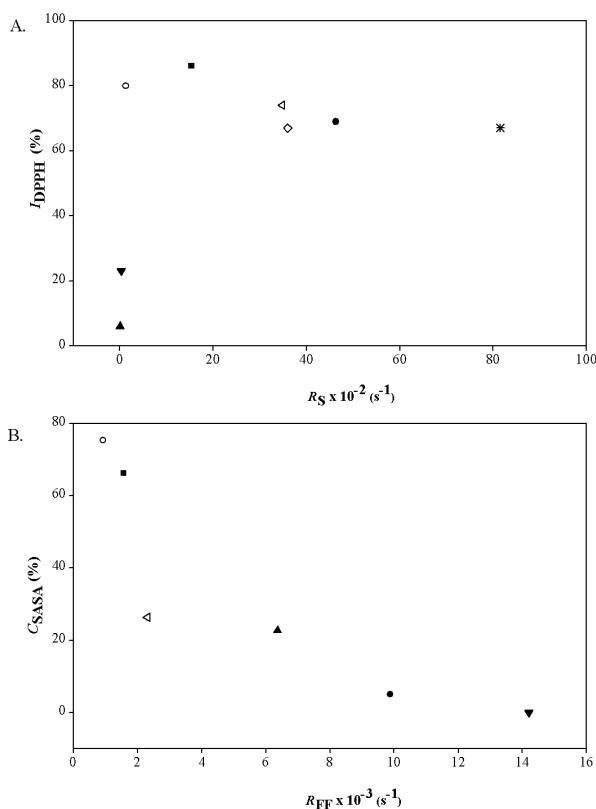 A.
100
80
60
40
20
0
I_DPPH (%)
0 20 40 60 80 100
R_S x 10^-2 (s^-1)
B.
80
60
40
20
0
C_SASA (%)
0 2 4 6 8 10 12 14 16
R_FF x 10^-3 (s^-1)